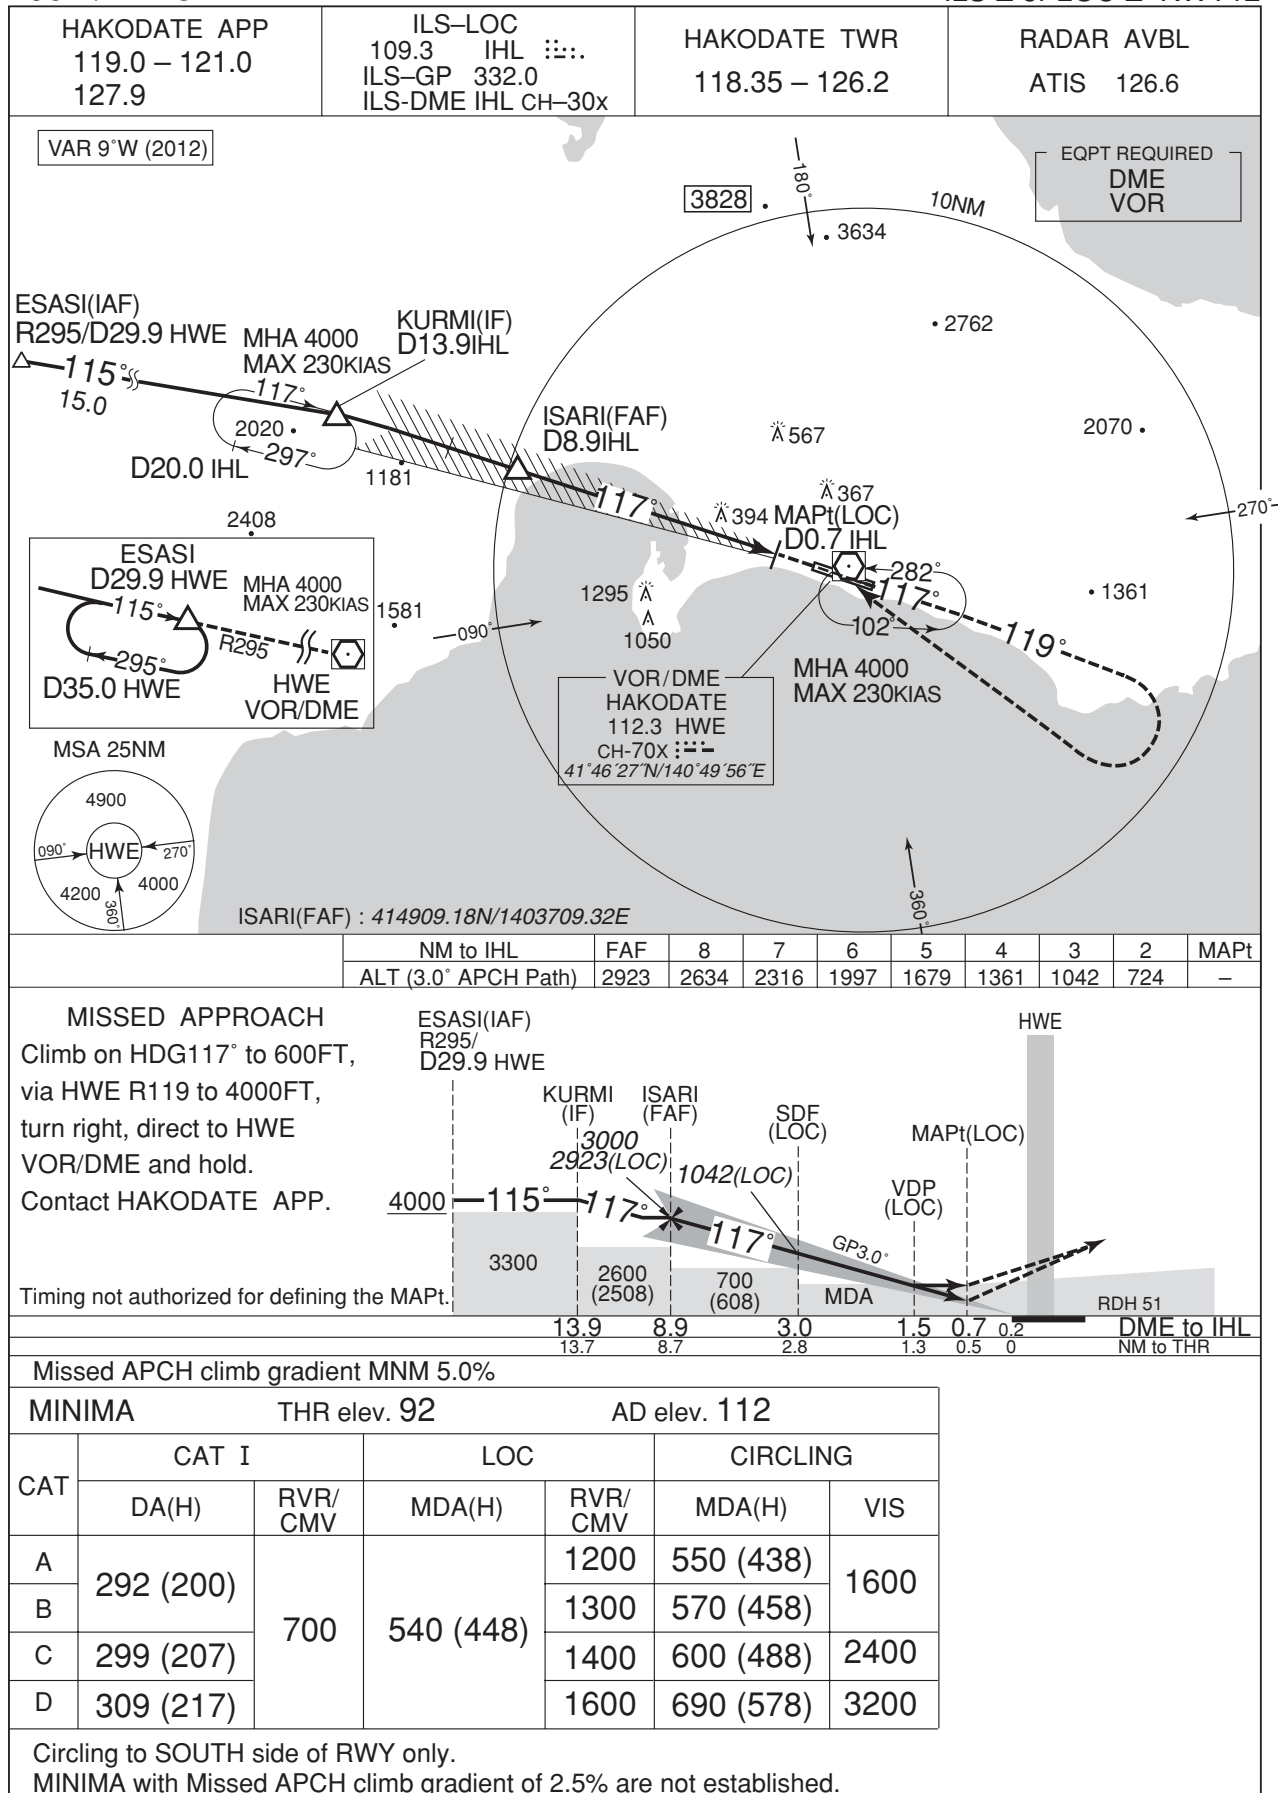 HAKODATE APP
119.0 – 121.0
127.9
ILS–LOC
109.3 IHL
ILS–GP 332.0
ILS-DME IHL CH–30x
HAKODATE TWR
118.35 – 126.2
RADAR AVBL
ATIS 126.6
VAR 9°W (2012)
EQPT REQUIRED
DME
VOR
3828
180°
10NM
3634
2762
ESASI(IAF)
R295/D29.9 HWE
115°
15.0
MHA 4000
MAX 230KIAS
KURMI(IF)
D13.9IHL
117°
2020
297°
D20.0 IHL
1181
ISARI(FAF)
D8.9IHL
567
2070
117°
367
394
MAPt(LOC)
D0.7 IHL
270°
2408
282°
117°
1361
1295
1050
102°
119°
090°
1581
MHA 4000
MAX 230KIAS
ESASI
D29.9 HWE
MHA 4000
MAX 230KIAS
115°
R295
295°
D35.0 HWE
HWE
VOR/DME
VOR/DME
HAKODATE
112.3 HWE
CH-70X
41°46´27˝N/140°49´56˝E
MSA 25NM
4900
090°
HWE
270°
4200
4000
360°
360°
ISARI(FAF) : 414909.18N/1403709.32E
NM to IHL FAF 8 7 6 5 4 3 2 MAPt
ALT (3.0° APCH Path) 2923 2634 2316 1997 1679 1361 1042 724 –
MISSED APPROACH
Climb on HDG117° to 600FT,
via HWE R119 to 4000FT,
turn right, direct to HWE
VOR/DME and hold.
Contact HAKODATE APP.
Timing not authorized for defining the MAPt.
ESASI(IAF)
R295/
D29.9 HWE
KURMI
(IF)
ISARI
(FAF)
3000
2923(LOC)
1042(LOC)
SDF
(LOC)
MAPt(LOC)
VDP
(LOC)
HWE
4000
115°
117°
117°
GP3.0°
3300
2600
(2508)
700
(608)
MDA
RDH 51
13.9 8.9 3.0 1.5 0.7 0.2 DME to IHL
13.7 8.7 2.8 1.3 0.5 0 NM to THR
Missed APCH climb gradient MNM 5.0%
MINIMA THR elev. 92 AD elev. 112
CAT CAT I LOC CIRCLING
DA(H) RVR/CMV MDA(H) RVR/CMV MDA(H) VIS
A 292 (200) 700 540 (448) 1200 550 (438) 1600
B 1300 570 (458)
C 299 (207) 1400 600 (488) 2400
D 309 (217) 1600 690 (578) 3200
Circling to SOUTH side of RWY only.
MINIMA with Missed APCH climb gradient of 2.5% are not established.